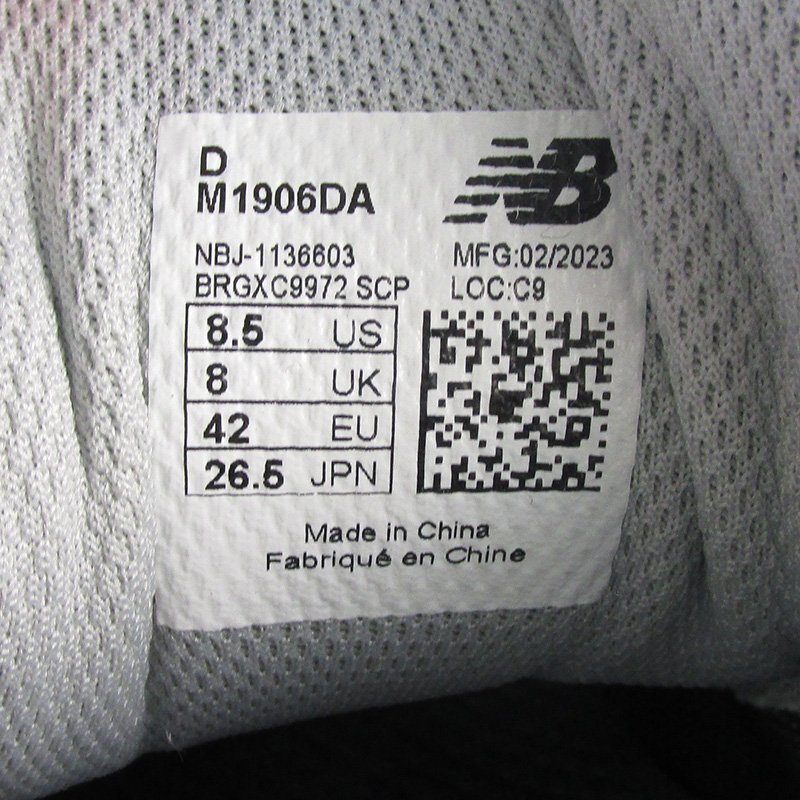 D
M1906DA
NB
NBJ-1136603
MFG:02/2023
BRGXC9972 SCP
LOC:C9
8.5 US
8 UK
42 EU
26.5 JPN
Made in China
Fabriqué en Chine